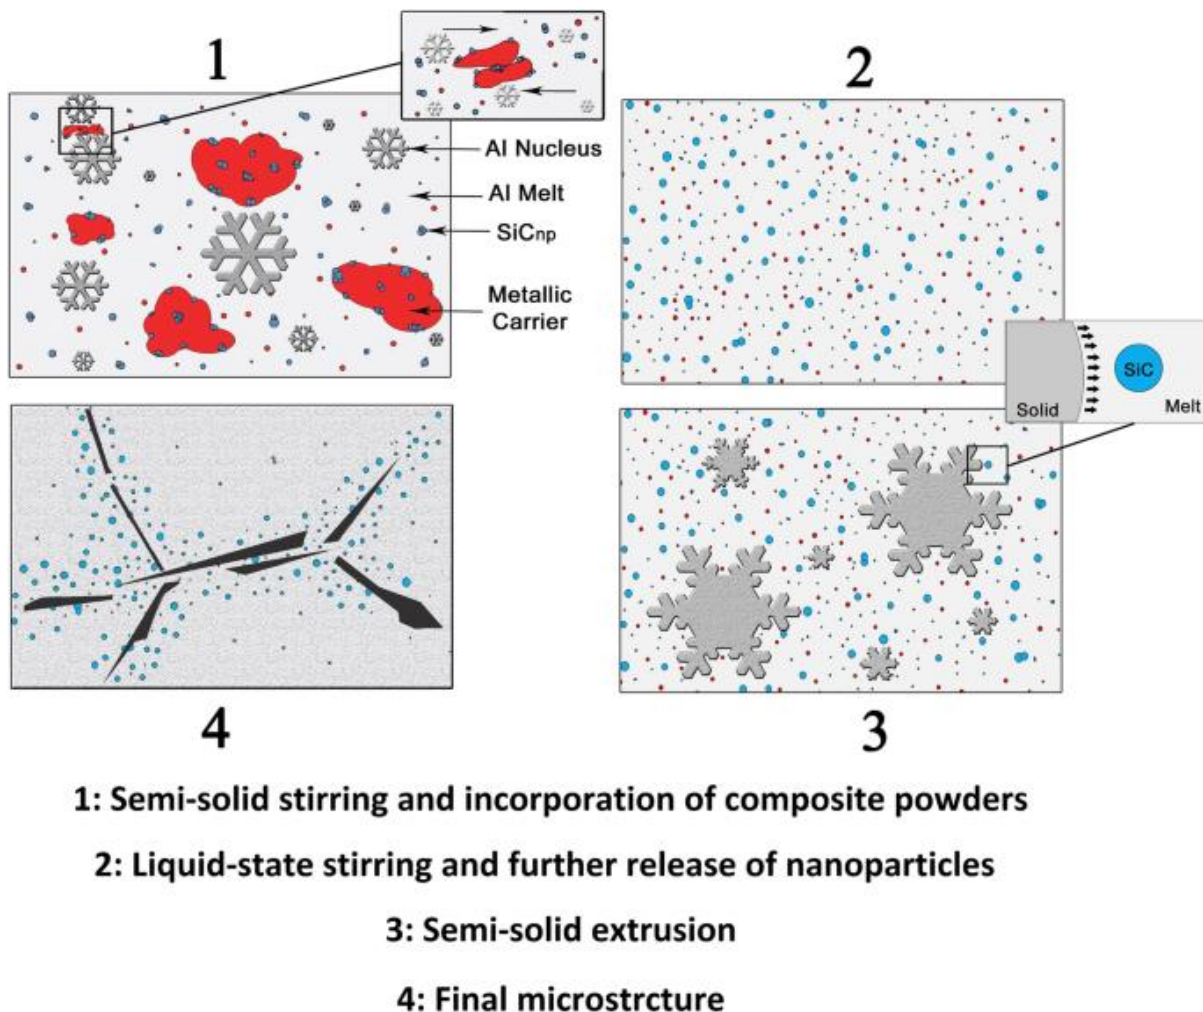 1
2
Al Nucleus
Al Melt
SiCnp
Metallic
Carrier
SiC
Solid
Melt
4
3
1: Semi-solid stirring and incorporation of composite powders
2: Liquid-state stirring and further release of nanoparticles
3: Semi-solid extrusion
4: Final microstrcture